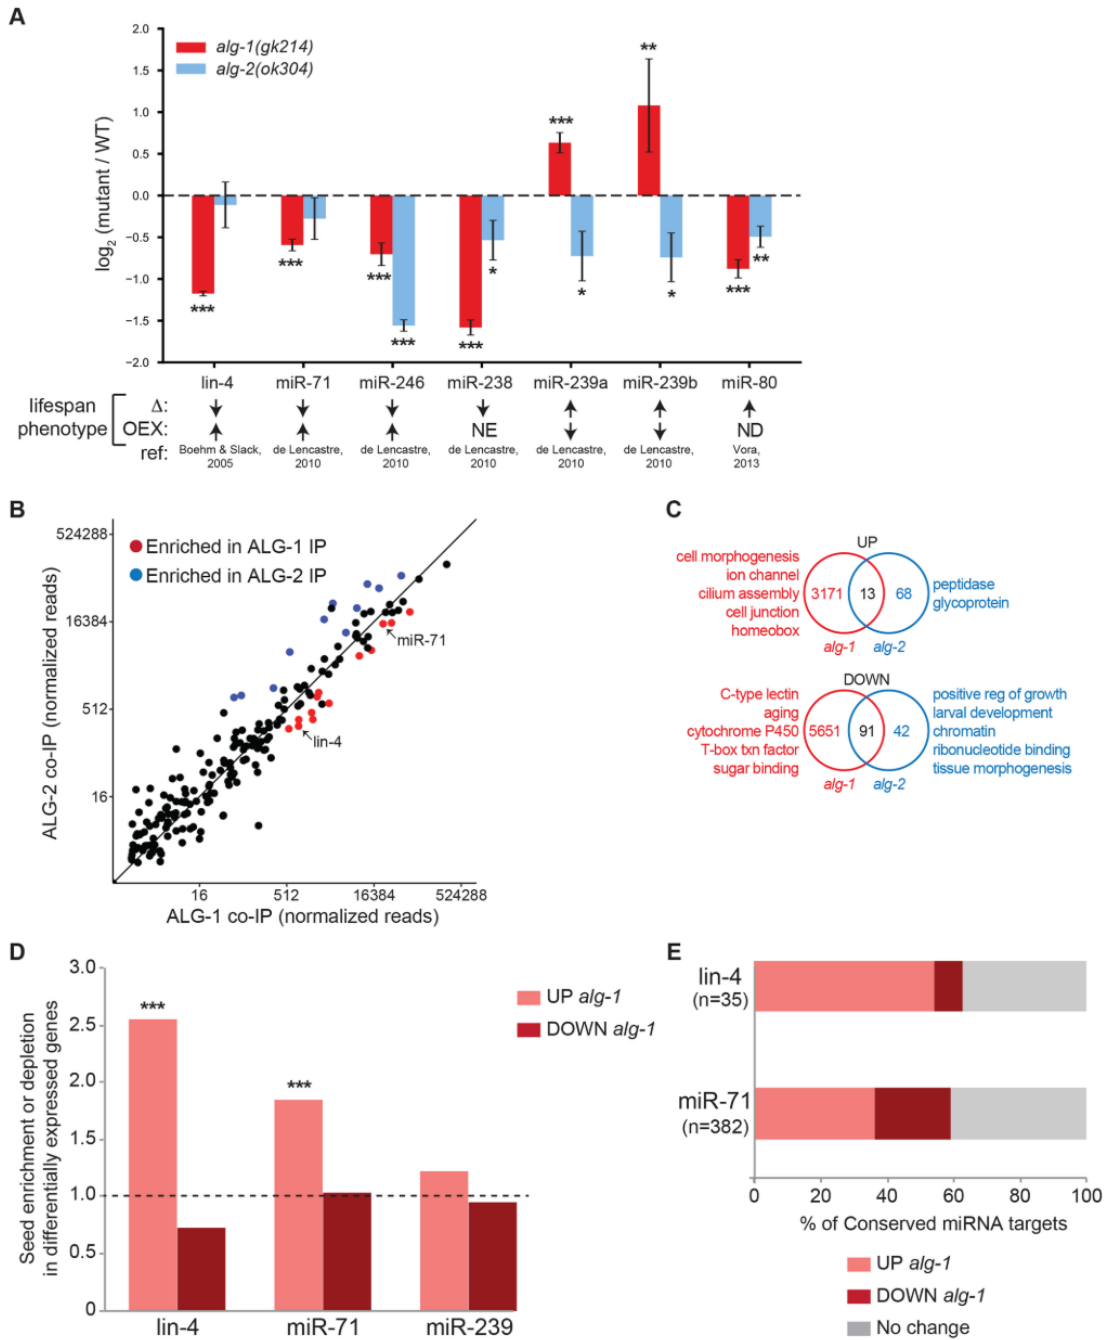 A
alg-1(gk214)
alg-2(ok304)
log2 (mutant / WT)
2.0
1.5
1.0
0.5
0.0
−0.5
−1.0
−1.5
−2.0
***
***
***
***
***
*
***
*
**
*
***
**
lin-4 miR-71 miR-246 miR-238 miR-239a miR-239b miR-80
lifespan phenotype
Δ: ↓ ↓ ↓ ↓ ↑ ↑ ↑
OEX: ↑ ↑ ↑ NE ↓ ↓ ND
ref: Boehm & Slack, 2005 de Lencastre, 2010 de Lencastre, 2010 de Lencastre, 2010 de Lencastre, 2010 de Lencastre, 2010 Vora, 2013
B
Enriched in ALG-1 IP
Enriched in ALG-2 IP
ALG-2 co-IP (normalized reads)
524288
16384
512
16
miR-71
lin-4
16 512 16384 524288
ALG-1 co-IP (normalized reads)
C
UP
cell morphogenesis
ion channel
cilium assembly
cell junction
homeobox
3171 13 68
peptidase
glycoprotein
alg-1 alg-2
DOWN
C-type lectin
aging
cytochrome P450
T-box txn factor
sugar binding
5651 91 42
positive reg of growth
larval development
chromatin
ribonucleotide binding
tissue morphogenesis
alg-1 alg-2
D
Seed enrichment or depletion
in differentially expressed genes
3.0
2.5
2.0
1.5
1.0
0.5
0
***
***
UP alg-1
DOWN alg-1
lin-4 miR-71 miR-239
E
lin-4
(n=35)
miR-71
(n=382)
0 20 40 60 80 100
% of Conserved miRNA targets
UP alg-1
DOWN alg-1
No change